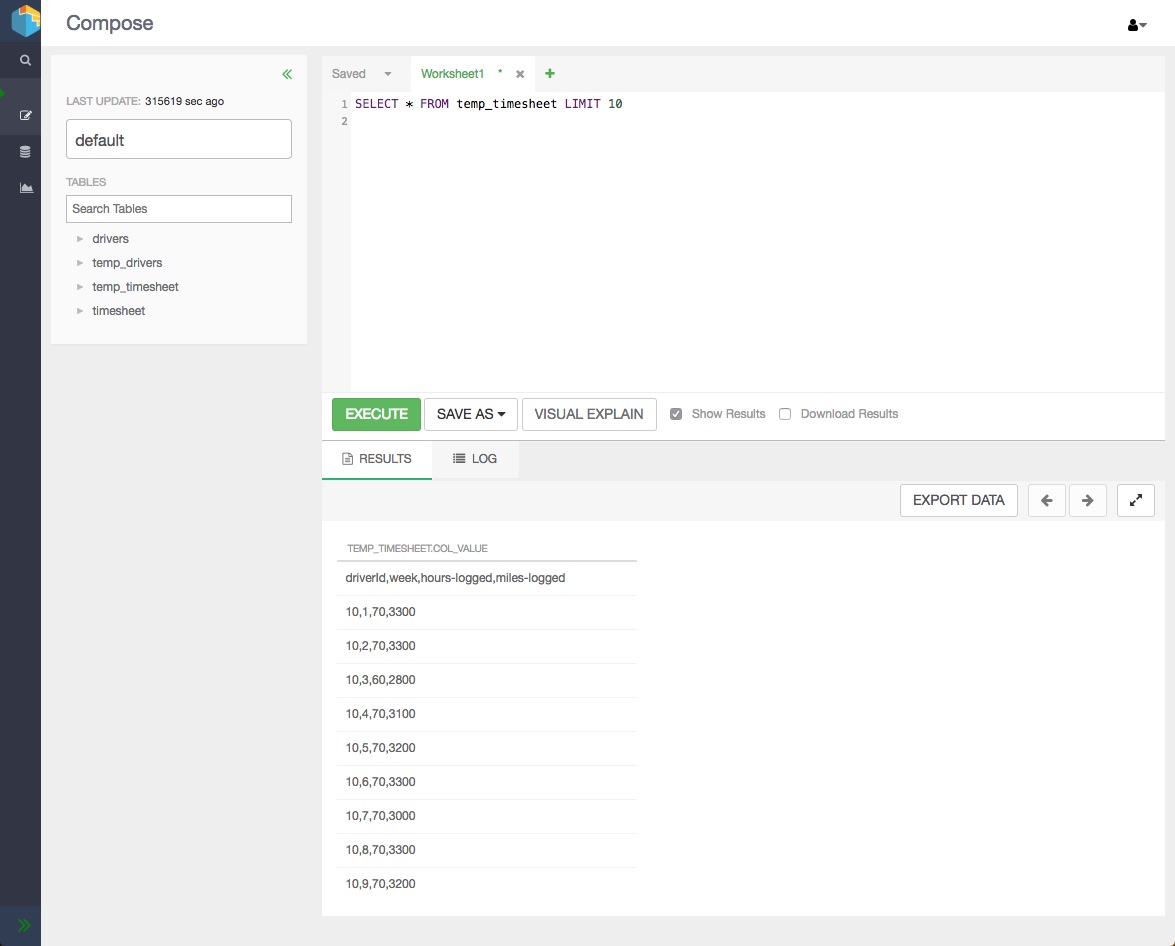 Compose
LAST UPDATE: 315619 sec ago
default
TABLES
Search Tables
drivers
temp_drivers
temp_timesheet
timesheet
Saved Worksheet1 * × +
1 SELECT * FROM temp_timesheet LIMIT 10
2
EXECUTE SAVE AS VISUAL EXPLAIN Show Results Download Results
RESULTS LOG
EXPORT DATA
TEMP_TIMESHEET.COL_VALUE
driverId,week,hours-logged,miles-logged
10,1,70,3300
10,2,70,3300
10,3,60,2800
10,4,70,3100
10,5,70,3200
10,6,70,3300
10,7,70,3000
10,8,70,3300
10,9,70,3200